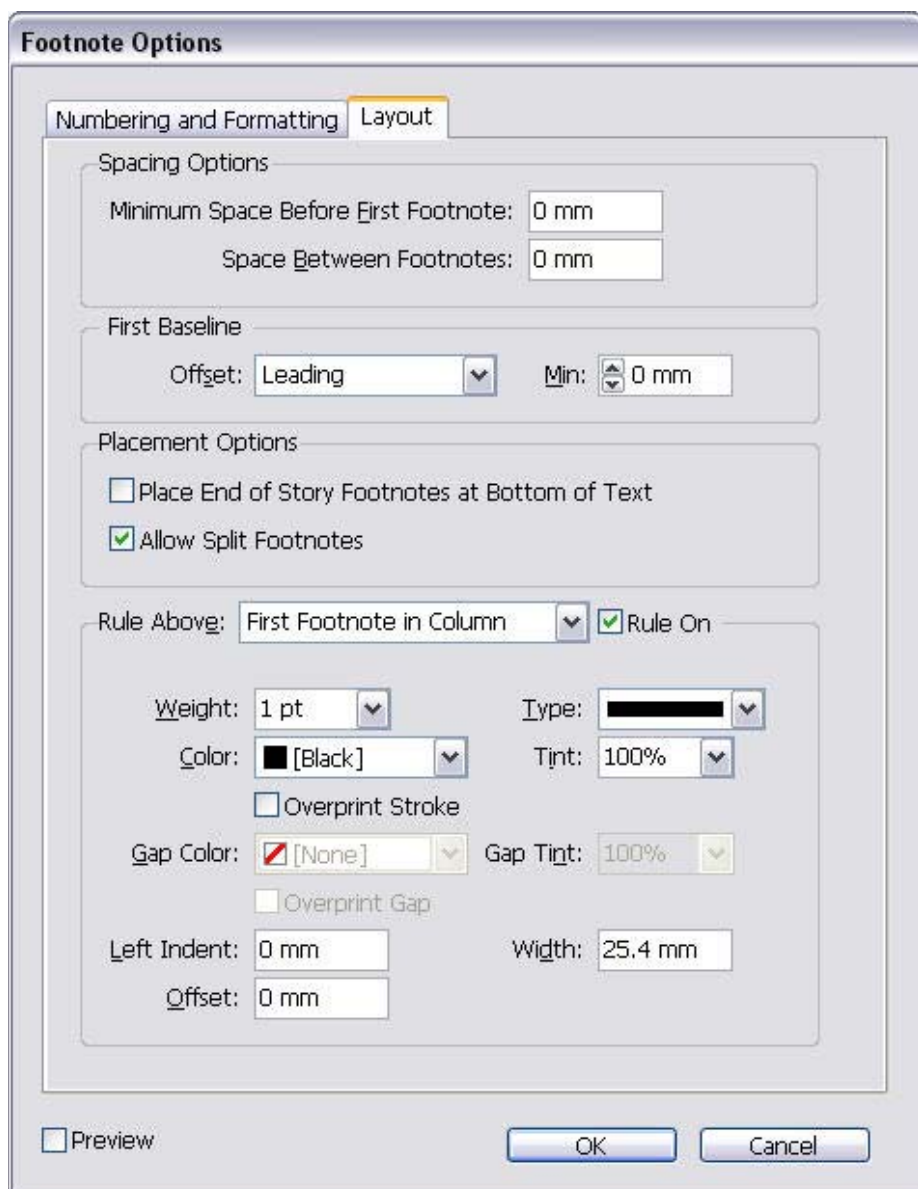 Footnote Options
Numbering and Formatting Layout
Spacing Options
Minimum Space Before First Footnote: 0 mm
Space Between Footnotes: 0 mm
First Baseline
Offset: Leading Min: 0 mm
Placement Options
Place End of Story Footnotes at Bottom of Text
Allow Split Footnotes
Rule Above: First Footnote in Column Rule On
Weight: 1 pt Type:
Color: [Black] Tint: 100%
Overprint Stroke
Gap Color: [None] Gap Tint: 100%
Overprint Gap
Left Indent: 0 mm Width: 25.4 mm
Offset: 0 mm
Preview OK Cancel